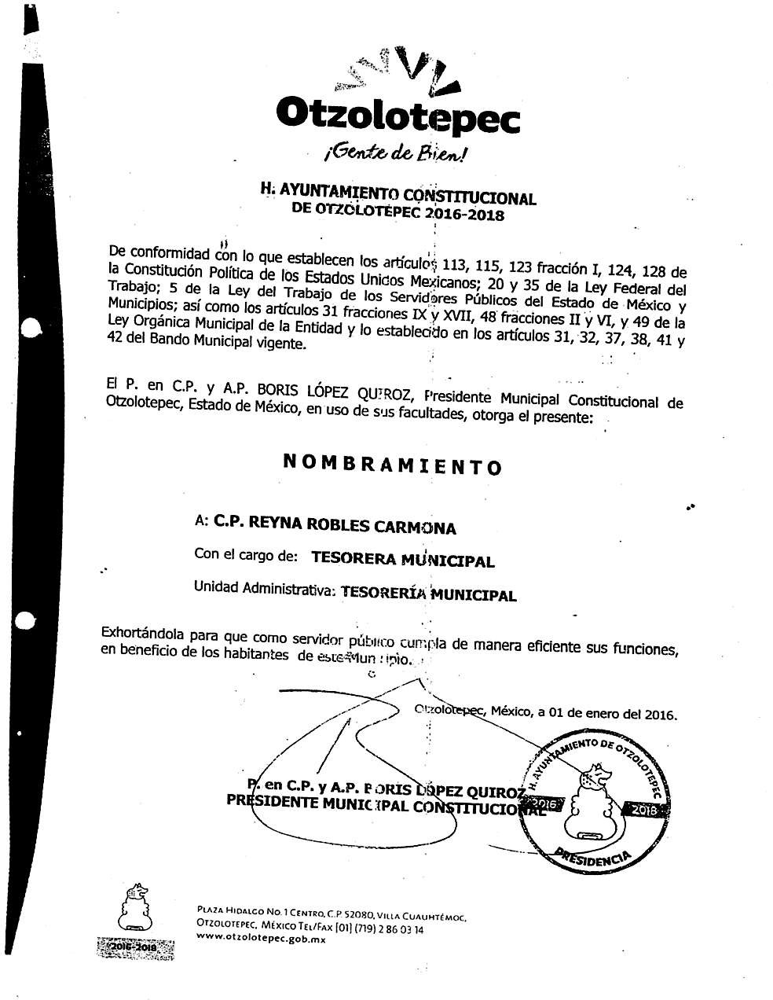 Otzolotepec
¡Gente de Bien!
H. AYUNTAMIENTO CONSTITUCIONAL
DE OTZOLOTEPEC 2016-2018
De conformidad con lo que establecen los artículos 113, 115, 123 fracción I, 124, 128 de
la Constitución Política de los Estados Unidos Mexicanos; 20 y 35 de la Ley Federal del
Trabajo; 5 de la Ley del Trabajo de los Servidores Públicos del Estado de México y
Municipios; así como los artículos 31 fracciones IX y XVII, 48 fracciones II y VI, y 49 de la
Ley Orgánica Municipal de la Entidad y lo establecido en los artículos 31, 32, 37, 38, 41 y
42 del Bando Municipal vigente.
El P. en C.P. y A.P. BORIS LÓPEZ QUIROZ, Presidente Municipal Constitucional de
Otzolotepec, Estado de México, en uso de sus facultades, otorga el presente:
NOMBRAMIENTO
A: C.P. REYNA ROBLES CARMONA
Con el cargo de: TESORERA MUNICIPAL
Unidad Administrativa: TESORERÍA MUNICIPAL
Exhortándola para que como servidor público cumpla de manera eficiente sus funciones,
en beneficio de los habitantes de este Municipio.
Otzolotepec, México, a 01 de enero del 2016.
P. en C.P. y A.P. BORIS LÓPEZ QUIROZ
PRESIDENTE MUNICIPAL CONSTITUCIONAL
H. AYUNTAMIENTO DE OTZOLOTEPEC
2016 2018
PRESIDENCIA
PLAZA HIDALGO NO. 1 CENTRO, C.P. 52080, VILLA CUAUHTÉMOC,
OTZOLOTEPEC, MÉXICO TEL/FAX [01] (719) 2 86 03 14
www.otzolotepec.gob.mx
2016-2018